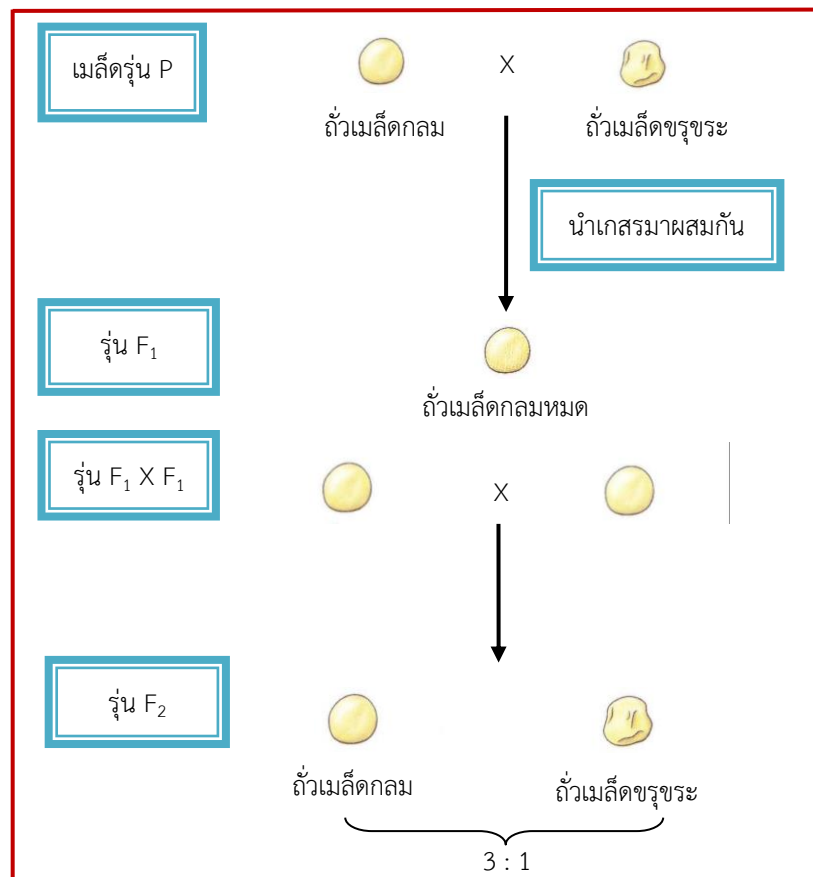 เมล็ดรุ่น P
X
ถั่วเมล็ดกลม
ถั่วเมล็ดขรุขระ
นำเกสรมาผสมกัน
รุ่น F₁
ถั่วเมล็ดกลมหมด
รุ่น F₁ X F₁
X
รุ่น F₂
ถั่วเมล็ดกลม
ถั่วเมล็ดขรุขระ
3 : 1